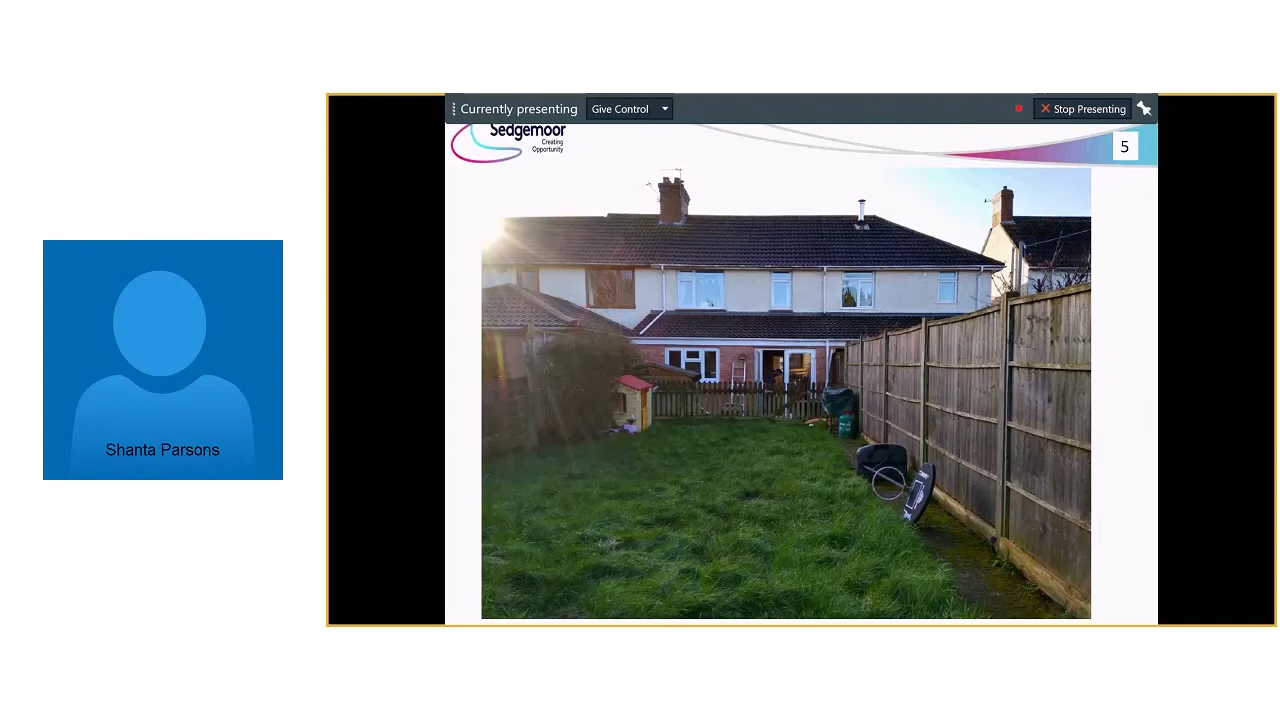 Currently presenting
Give Control
Stop Presenting
Sedgemoor
Creating
Opportunity
5
Shanta Parsons